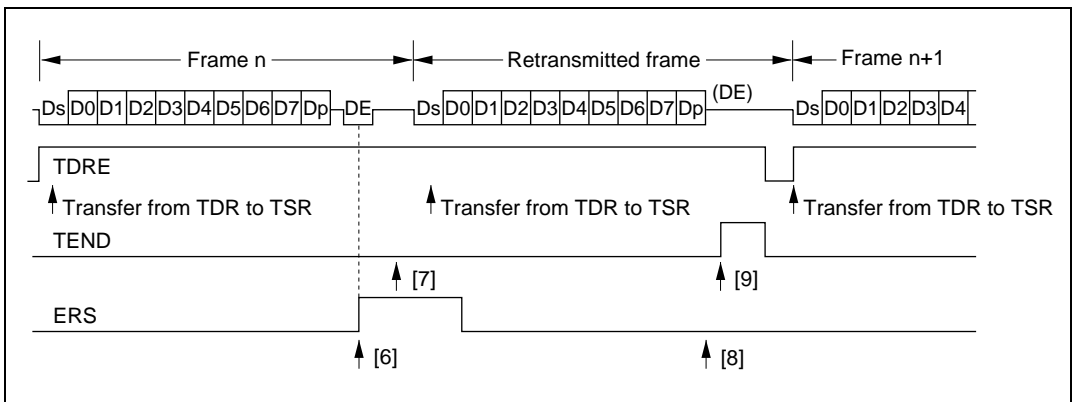 Frame n Retransmitted frame Frame n+1
(DE)
Ds D0 D1 D2 D3 D4 D5 D6 D7 Dp DE Ds D0 D1 D2 D3 D4 D5 D6 D7 Dp Ds D0 D1 D2 D3 D4
TDRE
Transfer from TDR to TSR Transfer from TDR to TSR Transfer from TDR to TSR
TEND
[7] [9]
ERS
[6] [8]